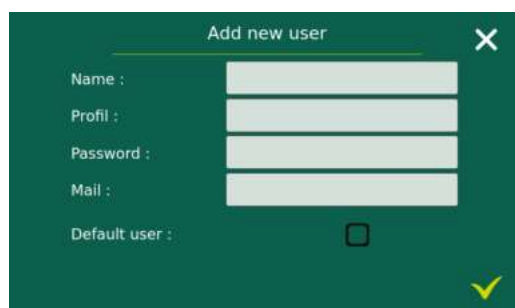 Add new user
Name :
Profil :
Password :
Mail :
Default user :